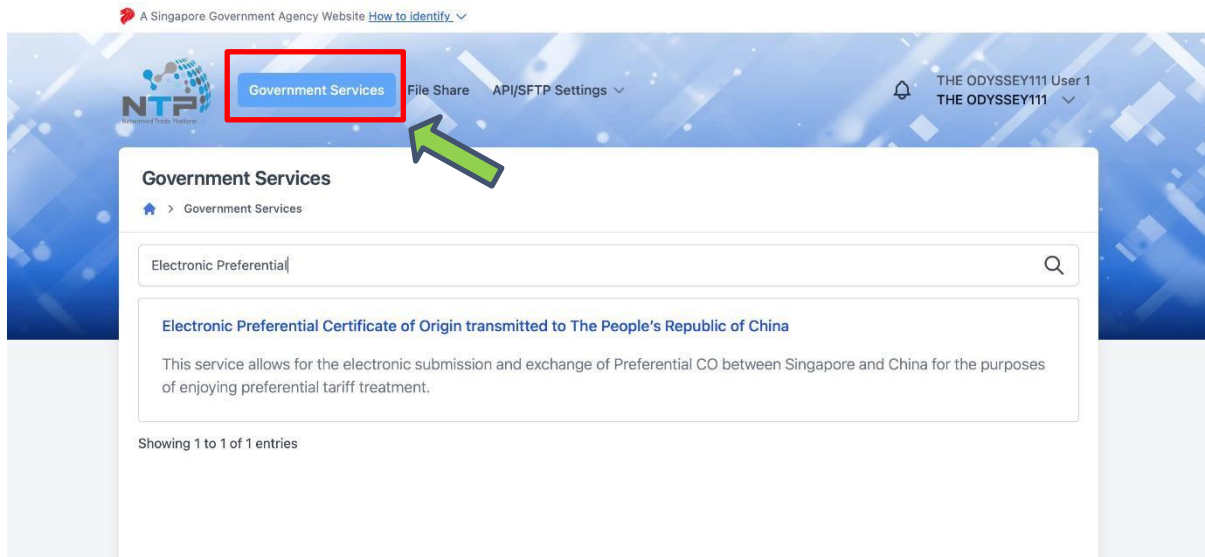 A Singapore Government Agency Website How to identify
NTP
Networked Trade Platform
Government Services
File Share
API/SFTP Settings
THE ODYSSEY111 User 1
THE ODYSSEY111
Government Services
> Government Services
Electronic Preferential
Electronic Preferential Certificate of Origin transmitted to The People's Republic of China
This service allows for the electronic submission and exchange of Preferential CO between Singapore and China for the purposes
of enjoying preferential tariff treatment.
Showing 1 to 1 of 1 entries